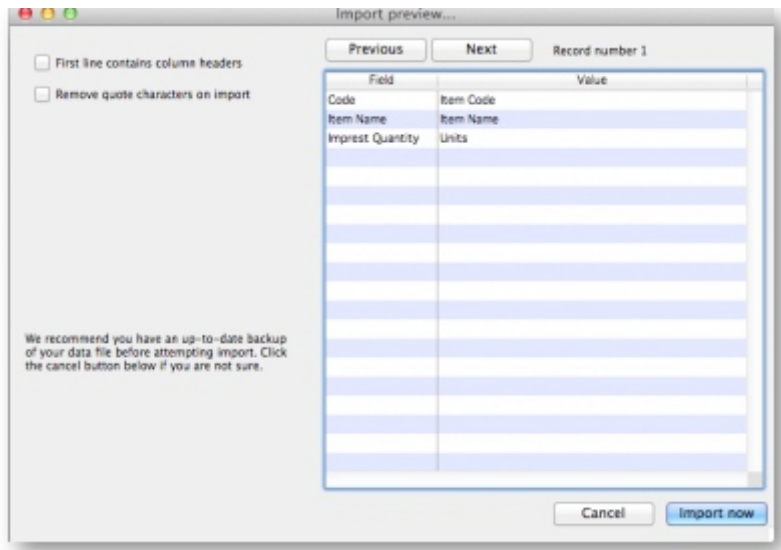 Import preview...
First line contains column headers
Remove quote characters on import
Previous Next Record number 1
Field Value
Code Item Code
Item Name Item Name
Imprest Quantity Units
We recommend you have an up-to-date backup
of your data file before attempting import. Click
the cancel button below if you are not sure.
Cancel Import now